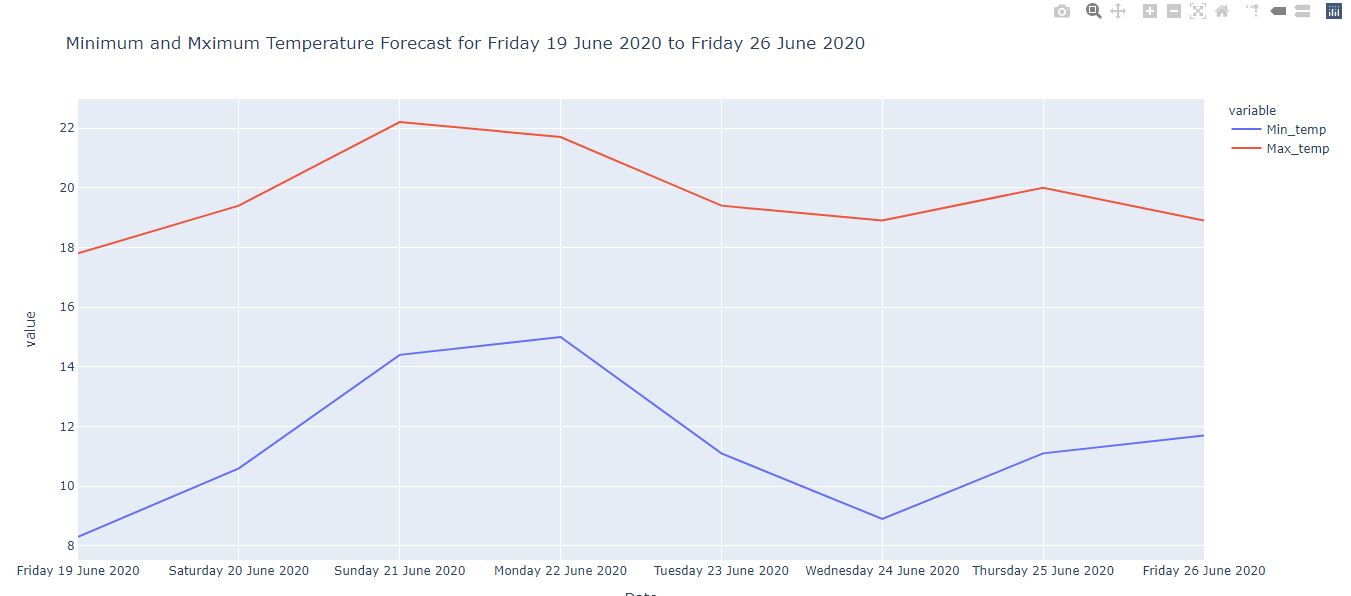 Minimum and Mximum Temperature Forecast for Friday 19 June 2020 to Friday 26 June 2020
variable
Min_temp
Max_temp
22
20
18
16
14
12
10
8
value
Friday 19 June 2020 Saturday 20 June 2020 Sunday 21 June 2020 Monday 22 June 2020 Tuesday 23 June 2020 Wednesday 24 June 2020 Thursday 25 June 2020 Friday 26 June 2020